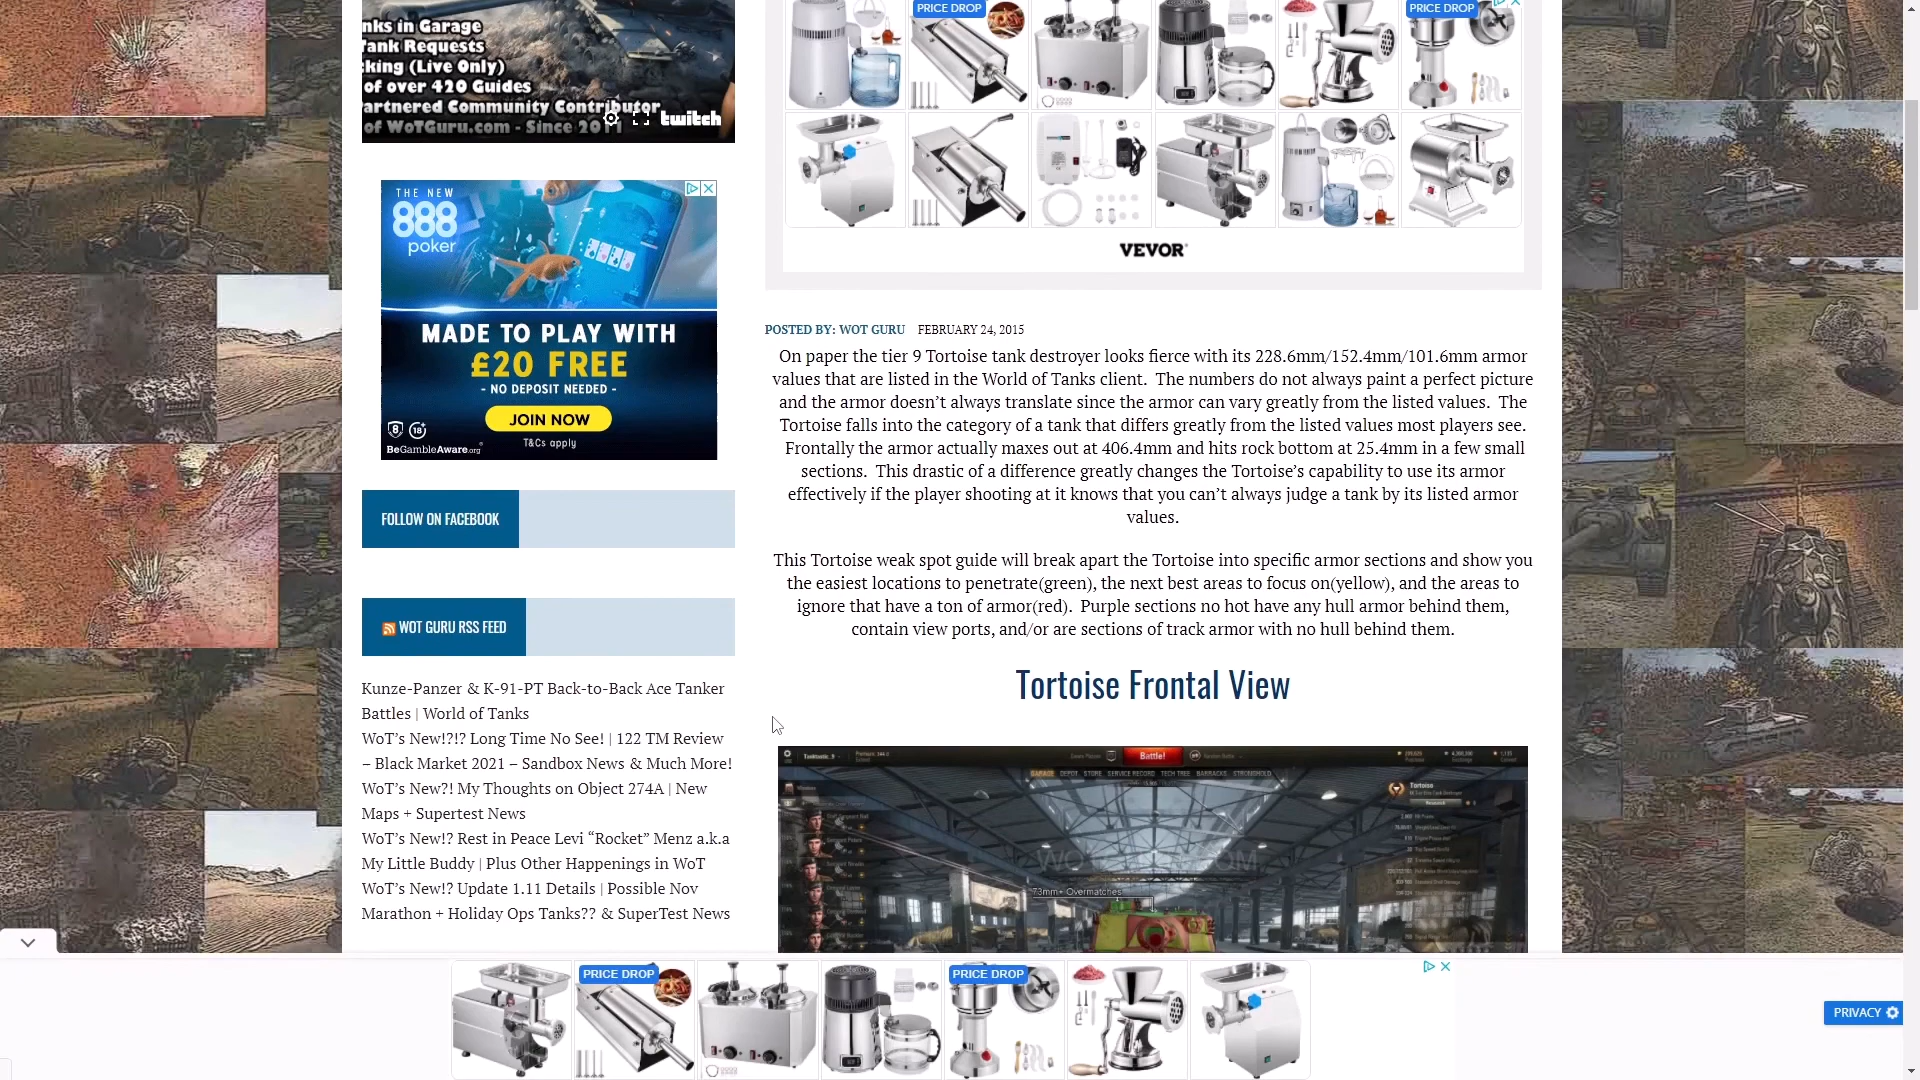 nks in Garage
ank Requests
king (Live Only)
of over 420 Guides
artnered Community Contributor
of WoTGuru.com - Since 2011
twitch
THE NEW
888
poker
MADE TO PLAY WITH
£20 FREE
- NO DEPOSIT NEEDED -
JOIN NOW
T&Cs apply
18+
BeGambleAware.org
FOLLOW ON FACEBOOK
WOT GURU RSS FEED
Kunze-Panzer & K-91-PT Back-to-Back Ace Tanker
Battles | World of Tanks
WoT’s New!?!? Long Time No See! | 122 TM Review
– Black Market 2021 – Sandbox News & Much More!
WoT’s New?! My Thoughts on Object 274A | New
Maps + Supertest News
WoT’s New!? Rest in Peace Levi “Rocket” Menz a.k.a
My Little Buddy | Plus Other Happenings in WoT
WoT’s New!? Update 1.11 Details | Possible Nov
Marathon + Holiday Ops Tanks?? & SuperTest News
PRICE DROP
PRICE DROP
VEVOR
POSTED BY: WOT GURU FEBRUARY 24, 2015
On paper the tier 9 Tortoise tank destroyer looks fierce with its 228.6mm/152.4mm/101.6mm armor
values that are listed in the World of Tanks client. The numbers do not always paint a perfect picture
and the armor doesn’t always translate since the armor can vary greatly from the listed values. The
Tortoise falls into the category of a tank that differs greatly from the listed values most players see.
Frontally the armor actually maxes out at 406.4mm and hits rock bottom at 25.4mm in a few small
sections. This drastic of a difference greatly changes the Tortoise’s capability to use its armor
effectively if the player shooting at it knows that you can’t always judge a tank by its listed armor
values.
This Tortoise weak spot guide will break apart the Tortoise into specific armor sections and show you
the easiest locations to penetrate(green), the next best areas to focus on(yellow), and the areas to
ignore that have a ton of armor(red). Purple sections no hot have any hull armor behind them,
contain view ports, and/or are sections of track armor with no hull behind them.
Tortoise Frontal View
Battle!
GARAGE DEPOT STORE SERVICE RECORD TECH TREE BARRACKS STRONGHOLD
Tortoise
73mm+ Overmatches
PRICE DROP
PRICE DROP
PRIVACY